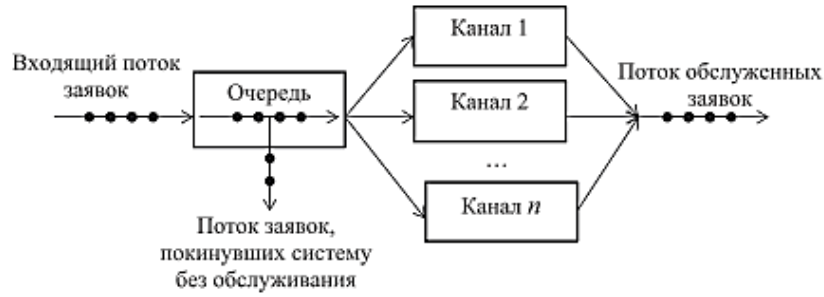 Входящий поток
заявок
Очередь
Поток заявок,
покинувших систему
без обслуживания
Канал 1
Канал 2
...
Канал n
Поток обслуженных
заявок